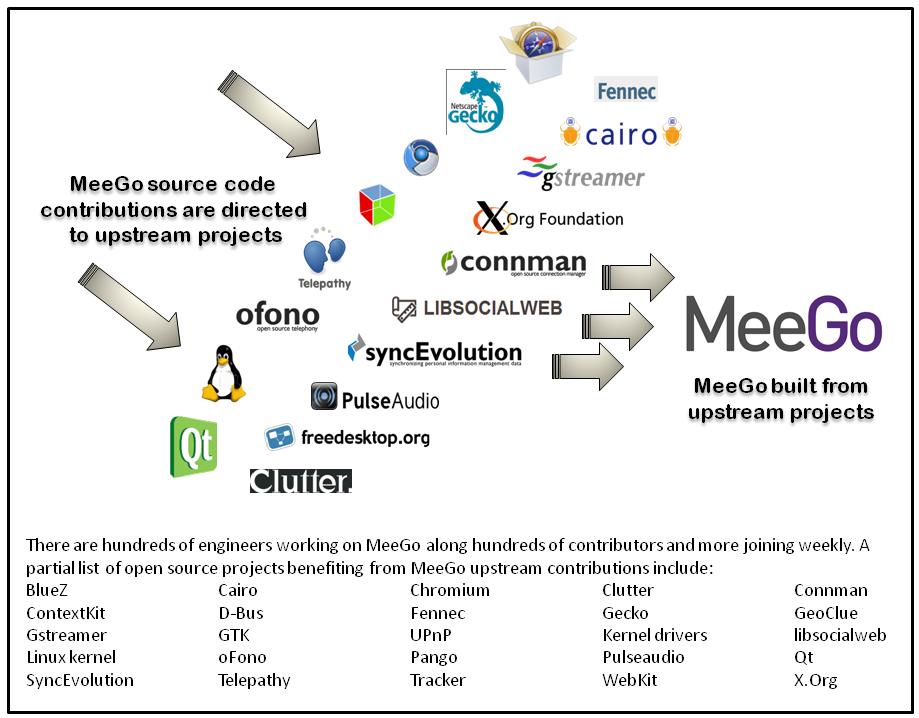 Netscape
GECKO
Fennec
cairo
gstreamer
X.Org Foundation
MeeGo source code
contributions are directed
to upstream projects
Telepathy
connman
open source connection manager
ofono
open source telephony
LIBSOCIALWEB
syncEvolution
synchronizing personal information management data
PulseAudio
Qt
freedesktop.org
Clutter.
MeeGo
MeeGo built from
upstream projects
There are hundreds of engineers working on MeeGo along hundreds of contributors and more joining weekly. A
partial list of open source projects benefiting from MeeGo upstream contributions include:
BlueZ Cairo Chromium Clutter Connman
ContextKit D-Bus Fennec Gecko GeoClue
Gstreamer GTK UPnP Kernel drivers libsocialweb
Linux kernel oFono Pango Pulseaudio Qt
SyncEvolution Telepathy Tracker WebKit X.Org